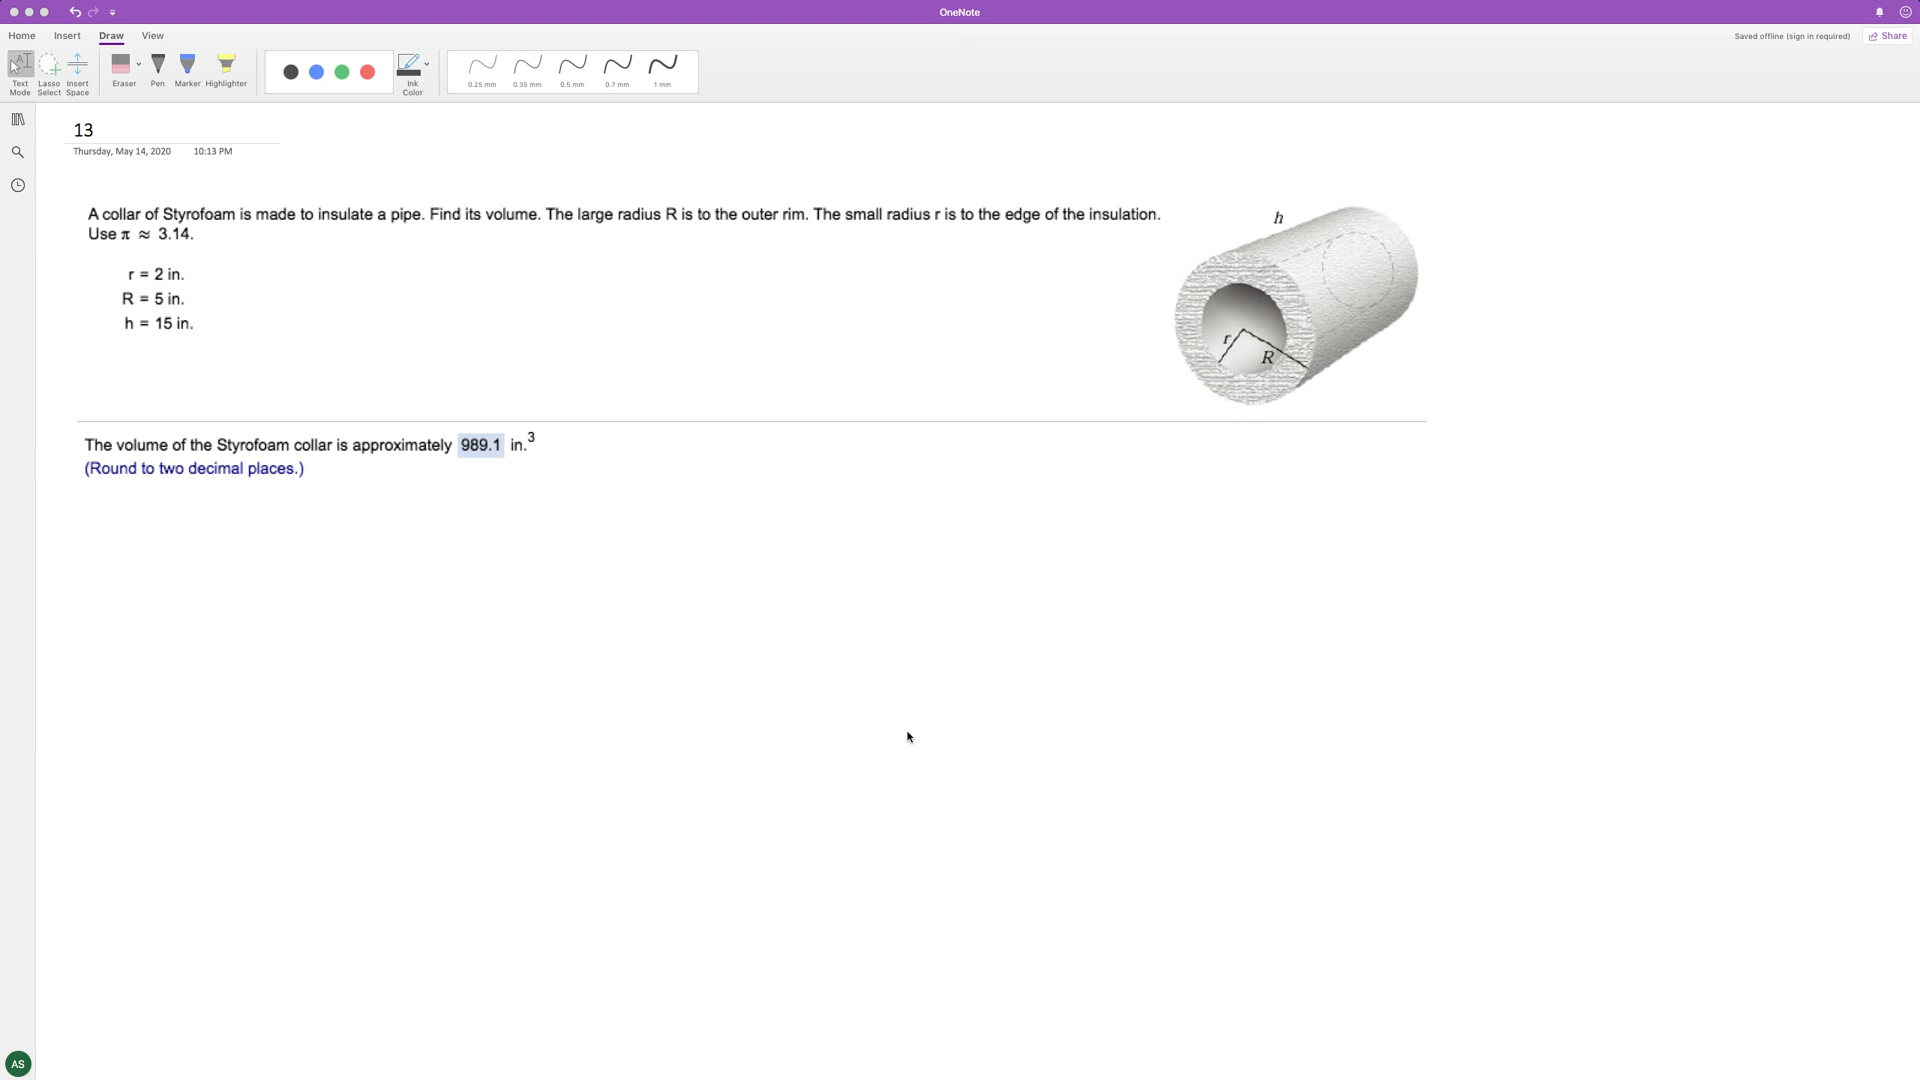 OneNote
Home Insert Draw View
Saved offline (sign in required) Share
Text Mode
Lasso Select
Insert Space
Eraser
Pen
Marker
Highlighter
Ink Color
0.25 mm 0.35 mm 0.5 mm 0.7 mm 1 mm
13
Thursday, May 14, 2020 10:13 PM
A collar of Styrofoam is made to insulate a pipe. Find its volume. The large radius R is to the outer rim. The small radius r is to the edge of the insulation.
Use π ≈ 3.14.
r = 2 in.
R = 5 in.
h = 15 in.
h
r
R
The volume of the Styrofoam collar is approximately 989.1 in.³
(Round to two decimal places.)
AS